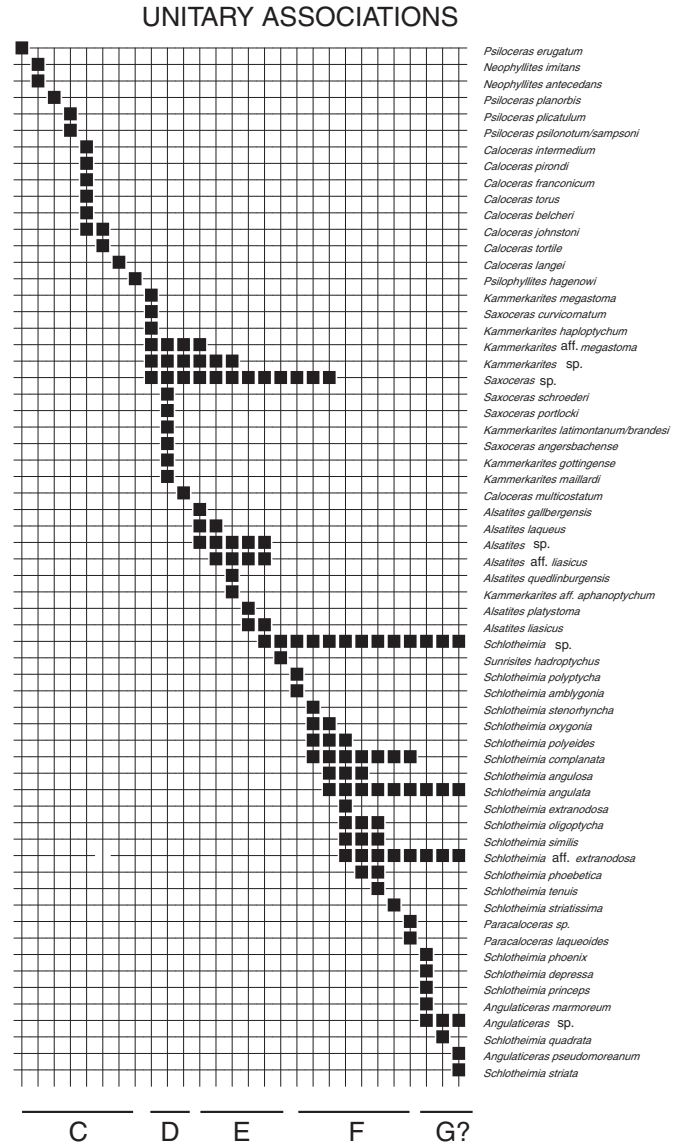 UNITARY ASSOCIATIONS
Psiloceras erugatum
Neophyllites imitans
Neophyllites antecedans
Psiloceras planorbis
Psiloceras plicatulum
Psiloceras psilonotum/sampsoni
Caloceras intermedium
Caloceras pirondi
Caloceras franconicum
Caloceras torus
Caloceras belcheri
Caloceras johnstoni
Caloceras tortile
Caloceras langei
Psilophyllites hagenowi
Kammerkarites megastoma
Saxoceras curvicornatum
Kammerkarites haploptychum
Kammerkarites aff. megastoma
Kammerkarites sp.
Saxoceras sp.
Saxoceras schroederi
Saxoceras portlocki
Kammerkarites latimontanum/brandesi
Saxoceras angersbachense
Kammerkarites gottingense
Kammerkarites maillardi
Caloceras multicostatum
Alsatites gallbergensis
Alsatites laqueus
Alsatites sp.
Alsatites aff. liasicus
Alsatites quedlinburgensis
Kammerkarites aff. aphanoptychum
Alsatites platystoma
Alsatites liasicus
Schlotheimia sp.
Sunrisites hadroptychus
Schlotheimia polyptycha
Schlotheimia amblygonia
Schlotheimia stenorhyncha
Schlotheimia oxygonia
Schlotheimia polyeides
Schlotheimia complanata
Schlotheimia angulosa
Schlotheimia angulata
Schlotheimia extranodosa
Schlotheimia oligoptycha
Schlotheimia similis
Schlotheimia aff. extranodosa
Schlotheimia phoebetica
Schlotheimia tenuis
Schlotheimia striatissima
Paracaloceras sp.
Paracaloceras laqueoides
Schlotheimia phoenix
Schlotheimia depressa
Schlotheimia princeps
Angulaticeras marmoreum
Angulaticeras sp.
Schlotheimia quadrata
Angulaticeras pseudomoreanum
Schlotheimia striata
C D E F G?